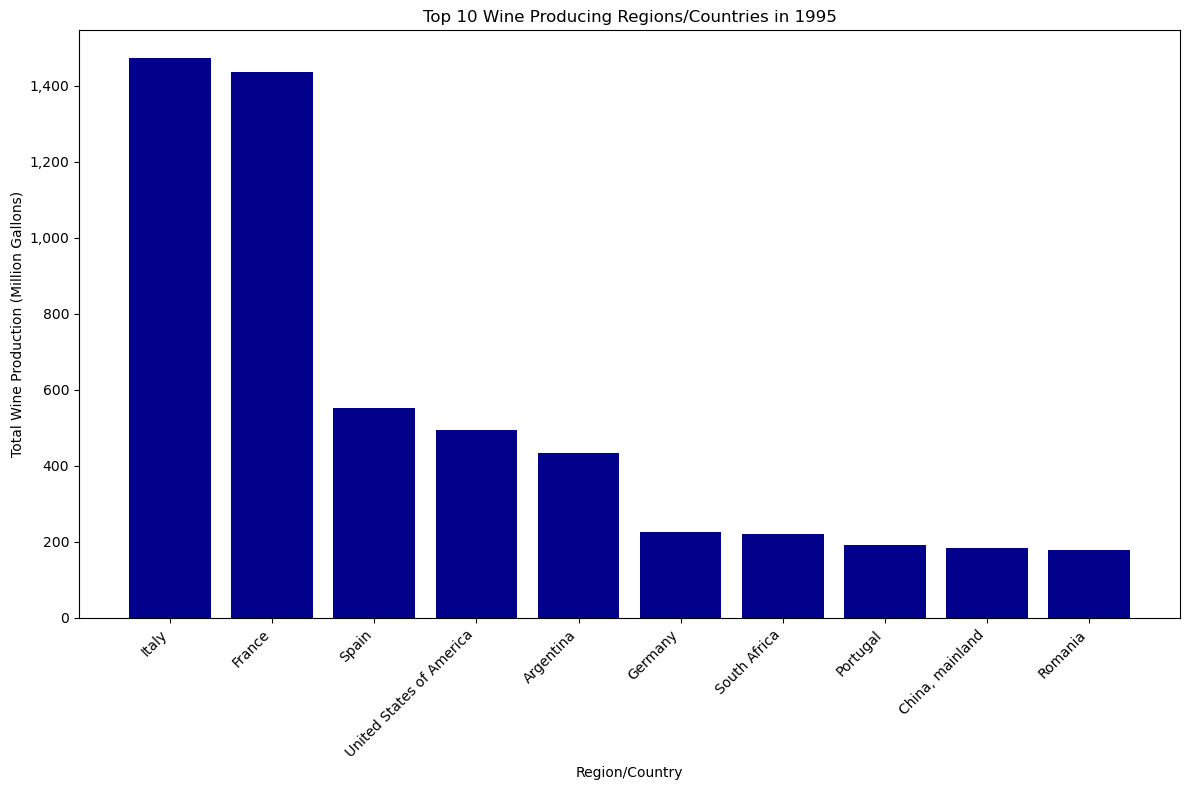 Top 10 Wine Producing Regions/Countries in 1995
Total Wine Production (Million Gallons)
1,400
1,200
1,000
800
600
400
200
0
Italy
France
Spain
United States of America
Argentina
Germany
South Africa
Portugal
China, mainland
Romania
Region/Country